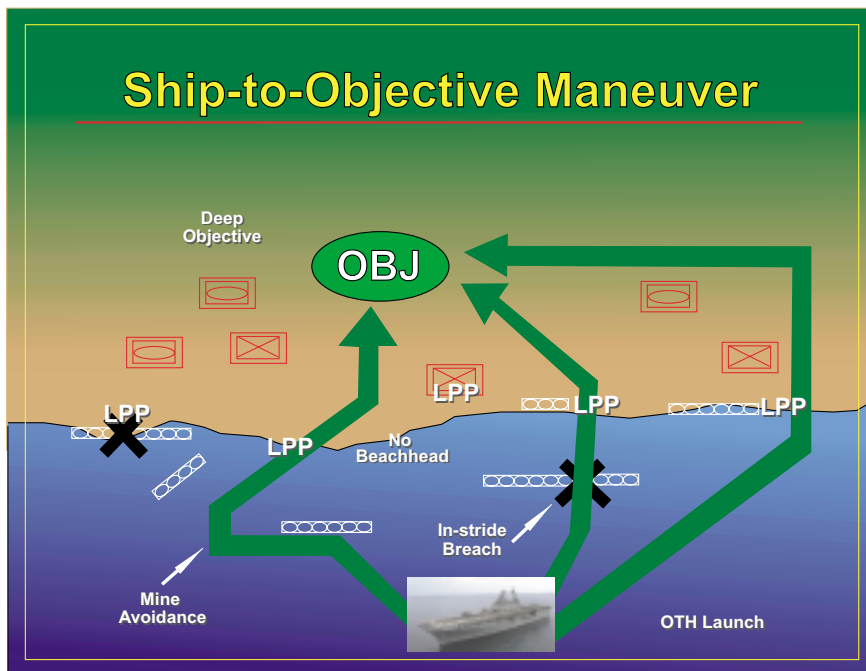 Ship-to-Objective Maneuver
Deep
Objective
OBJ
LPP
LPP
LPP
LPP
LPP
No
Beachhead
In-stride
Breach
Mine
Avoidance
OTH Launch